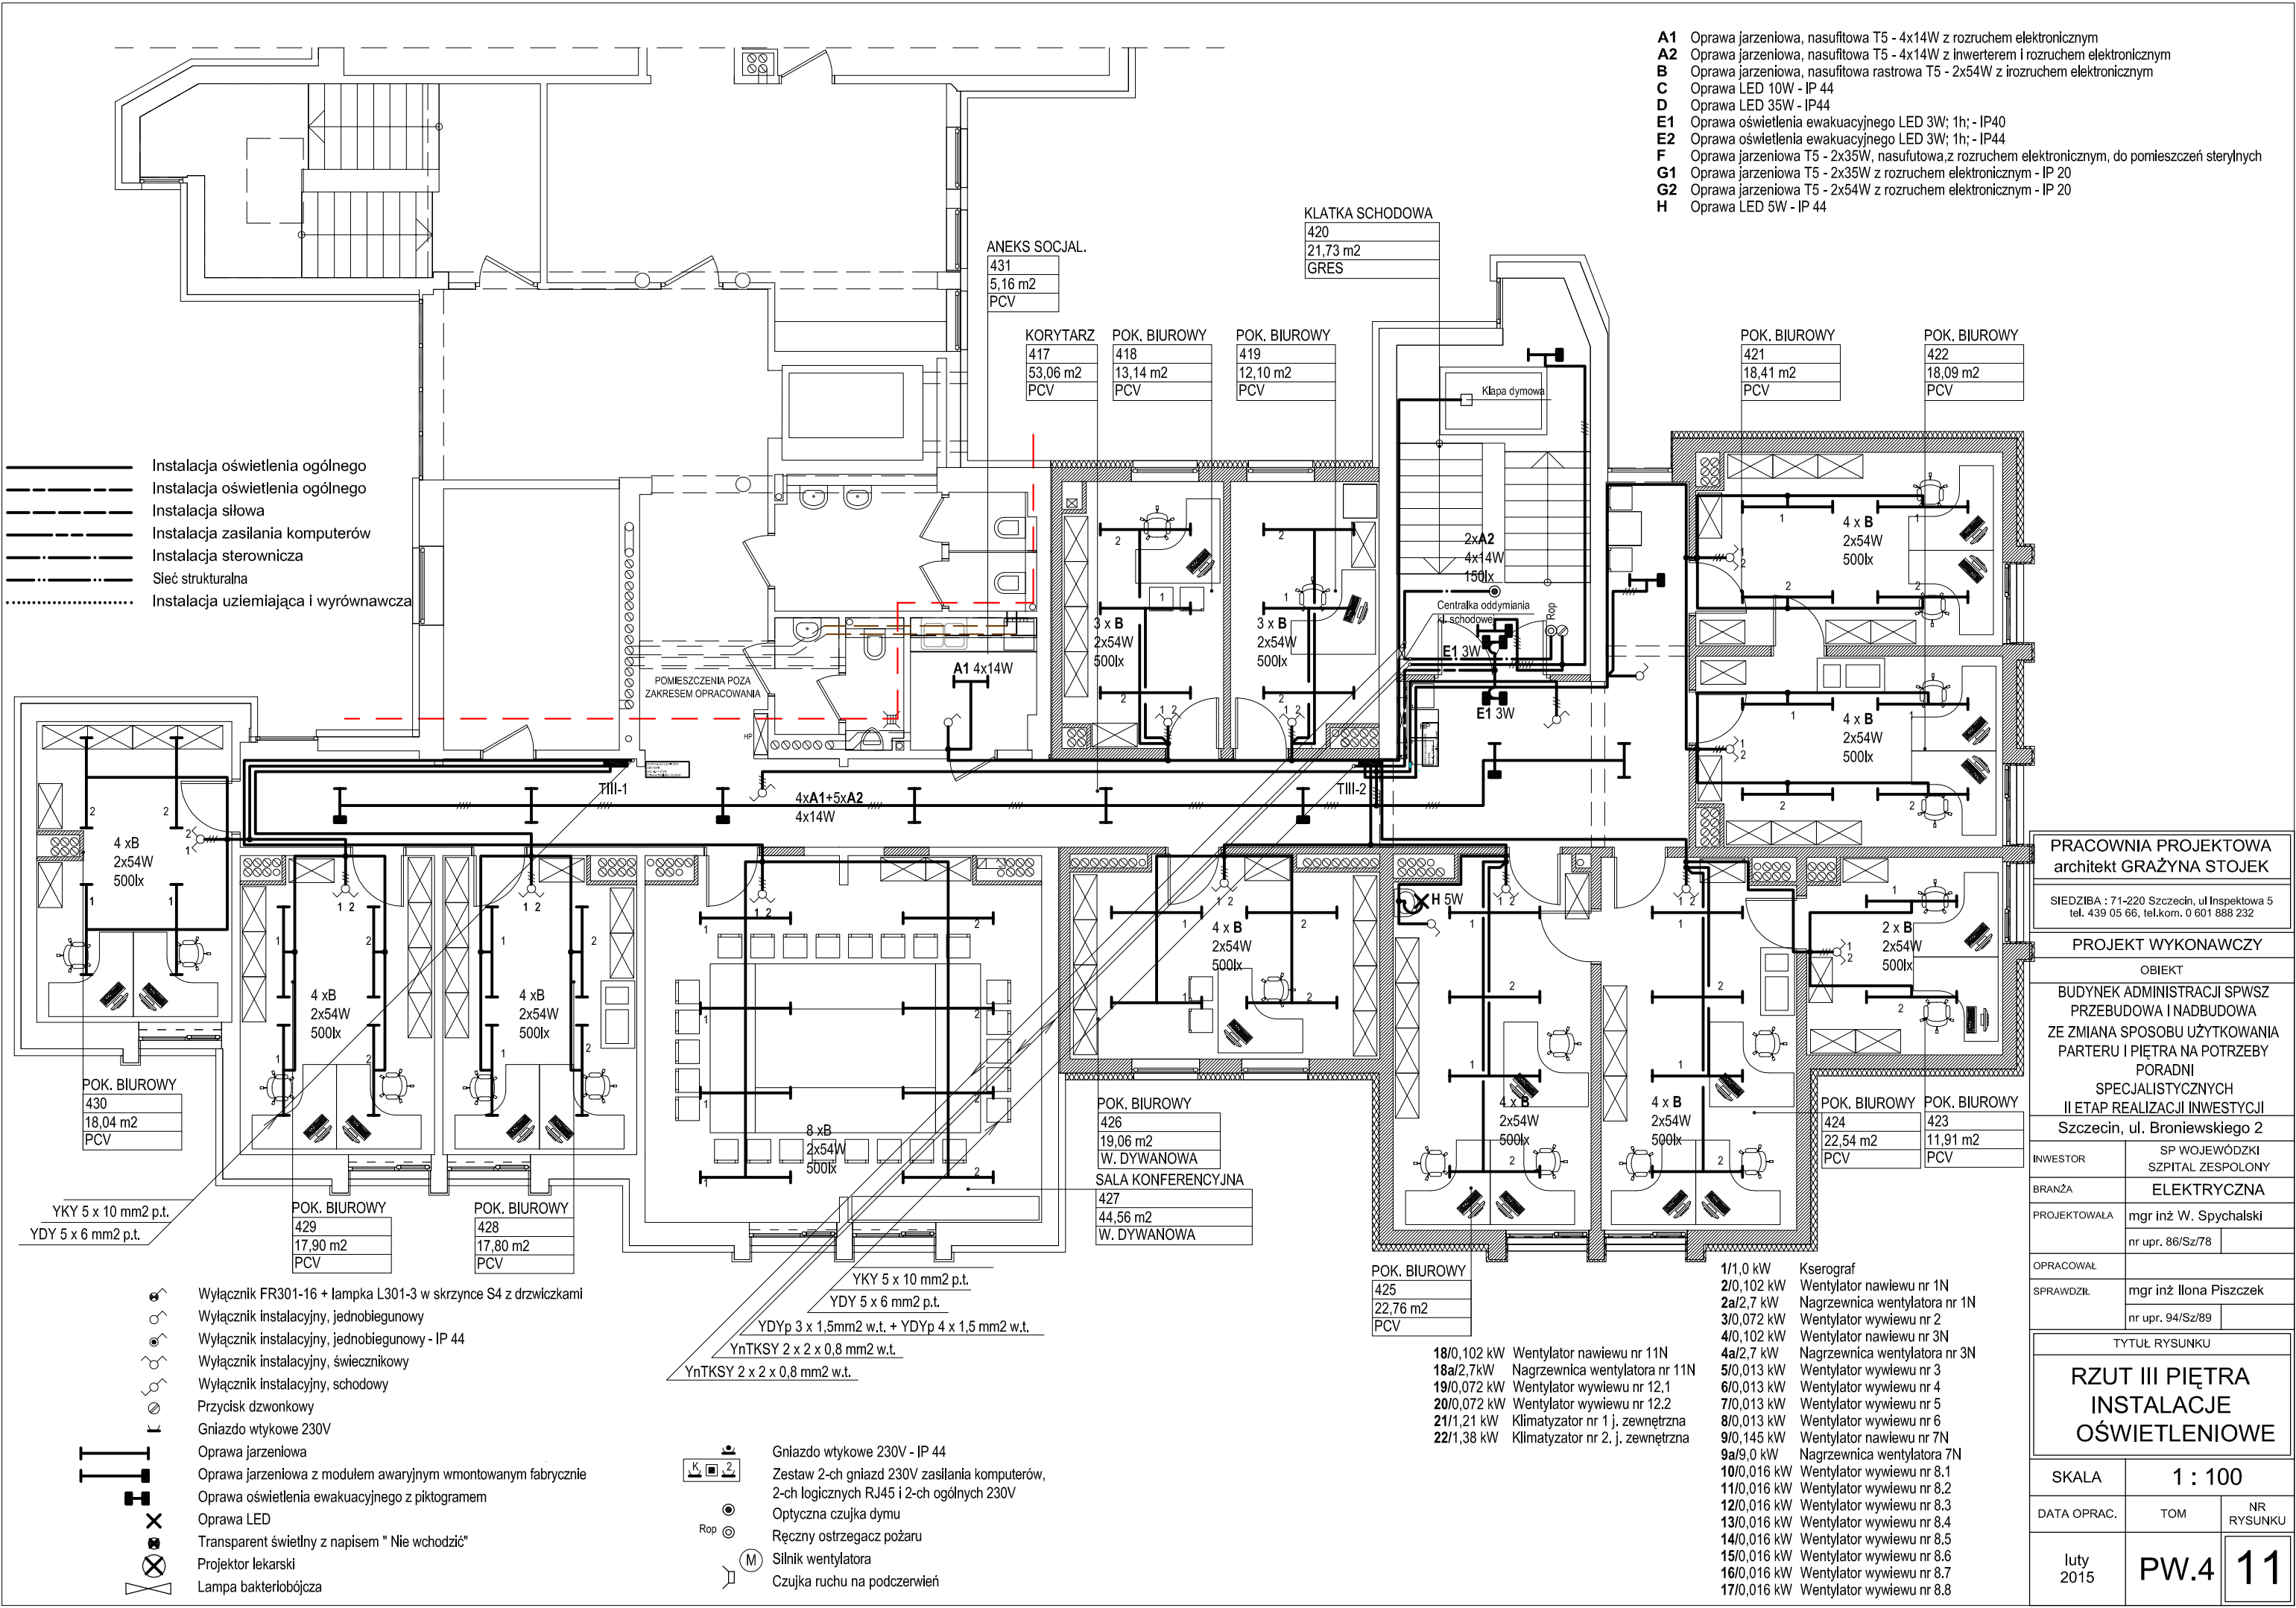 A1 Oprawa jarzeniowa, nasufitowa T5 - 4x14W z rozruchem elektronicznym
A2 Oprawa jarzeniowa, nasufitowa T5 - 4x14W z inwerterem i rozruchem elektronicznym
B Oprawa jarzeniowa, nasufitowa rastrowa T5 - 2x54W z irozruchem elektronicznym
C Oprawa LED 10W - IP 44
D Oprawa LED 35W - IP44
E1 Oprawa oświetlenia ewakuacyjnego LED 3W; 1h; - IP40
E2 Oprawa oświetlenia ewakuacyjnego LED 3W; 1h; - IP44
F Oprawa jarzeniowa T5 - 2x35W, nasufutowa,z rozruchem elektronicznym, do pomieszczeń sterylnych
G1 Oprawa jarzeniowa T5 - 2x35W z rozruchem elektronicznym - IP 20
G2 Oprawa jarzeniowa T5 - 2x54W z rozruchem elektronicznym - IP 20
H Oprawa LED 5W - IP 44
KLATKA SCHODOWA
420
21,73 m2
GRES
ANEKS SOCJAL.
431
5,16 m2
PCV
KORYTARZ
417
53,06 m2
PCV
POK. BIUROWY
418
13,14 m2
PCV
POK. BIUROWY
419
12,10 m2
PCV
POK. BIUROWY
421
18,41 m2
PCV
POK. BIUROWY
422
18,09 m2
PCV
Klapa dymowa
Instalacja oświetlenia ogólnego
Instalacja oświetlenia ogólnego
Instalacja siłowa
Instalacja zasilania komputerów
Instalacja sterownicza
Sieć strukturalna
Instalacja uziemiająca i wyrównawcza
2xA2
4x14W
150lx
Centralka oddymiania
kl. schodowej
Rop
E1 3W
E1 3W
3 x B
2x54W
500lx
3 x B
2x54W
500lx
4 x B
2x54W
500lx
4 x B
2x54W
500lx
A1 4x14W
POMIESZCZENIA POZA
ZAKRESEM OPRACOWANIA
HP
HP
TIII-1
TIII-2
4xA1+5xA2
4x14W
4 xB
2x54W
500lx
4 xB
2x54W
500lx
4 xB
2x54W
500lx
8 xB
2x54W
500lx
4 x B
2x54W
500lx
H 5W
4 x B
2x54W
500lx
4 x B
2x54W
500lx
2 x B
2x54W
500lx
POK. BIUROWY
430
18,04 m2
PCV
POK. BIUROWY
429
17,90 m2
PCV
POK. BIUROWY
428
17,80 m2
PCV
POK. BIUROWY
426
19,06 m2
W. DYWANOWA
SALA KONFERENCYJNA
427
44,56 m2
W. DYWANOWA
POK. BIUROWY
425
22,76 m2
PCV
POK. BIUROWY
424
22,54 m2
PCV
POK. BIUROWY
423
11,91 m2
PCV
YKY 5 x 10 mm2 p.t.
YDY 5 x 6 mm2 p.t.
YKY 5 x 10 mm2 p.t.
YDY 5 x 6 mm2 p.t.
YDYp 3 x 1,5mm2 w.t. + YDYp 4 x 1,5 mm2 w.t.
YnTKSY 2 x 2 x 0,8 mm2 w.t.
YnTKSY 2 x 2 x 0,8 mm2 w.t.
Wyłącznik FR301-16 + lampka L301-3 w skrzynce S4 z drzwiczkami
Wyłącznik instalacyjny, jednobiegunowy
Wyłącznik instalacyjny, jednobiegunowy - IP 44
Wyłącznik instalacyjny, świecznikowy
Wyłącznik instalacyjny, schodowy
Przycisk dzwonkowy
Gniazdo wtykowe 230V
Oprawa jarzeniowa
Oprawa jarzeniowa z modułem awaryjnym wmontowanym fabrycznie
Oprawa oświetlenia ewakuacyjnego z piktogramem
Oprawa LED
Transparent świetlny z napisem " Nie wchodzić"
Projektor lekarski
Lampa bakteriobójcza
Gniazdo wtykowe 230V - IP 44
K 2
Zestaw 2-ch gniazd 230V zasilania komputerów,
2-ch logicznych RJ45 i 2-ch ogólnych 230V
Optyczna czujka dymu
Rop Ręczny ostrzegacz pożaru
M Silnik wentylatora
Czujka ruchu na podczerwień
18/0,102 kW Wentylator nawiewu nr 11N
18a/2,7kW Nagrzewnica wentylatora nr 11N
19/0,072 kW Wentylator wywiewu nr 12.1
20/0,072 kW Wentylator wywiewu nr 12.2
21/1,21 kW Klimatyzator nr 1 j. zewnętrzna
22/1,38 kW Klimatyzator nr 2. j. zewnętrzna
1/1,0 kW Kserograf
2/0,102 kW Wentylator nawiewu nr 1N
2a/2,7 kW Nagrzewnica wentylatora nr 1N
3/0,072 kW Wentylator wywiewu nr 2
4/0,102 kW Wentylator nawiewu nr 3N
4a/2,7 kW Nagrzewnica wentylatora nr 3N
5/0,013 kW Wentylator wywiewu nr 3
6/0,013 kW Wentylator wywiewu nr 4
7/0,013 kW Wentylator wywiewu nr 5
8/0,013 kW Wentylator wywiewu nr 6
9/0,145 kW Wentylator nawiewu nr 7N
9a/9,0 kW Nagrzewnica wentylatora 7N
10/0,016 kW Wentylator wywiewu nr 8.1
11/0,016 kW Wentylator wywiewu nr 8.2
12/0,016 kW Wentylator wywiewu nr 8.3
13/0,016 kW Wentylator wywiewu nr 8.4
14/0,016 kW Wentylator wywiewu nr 8.5
15/0,016 kW Wentylator wywiewu nr 8.6
16/0,016 kW Wentylator wywiewu nr 8.7
17/0,016 kW Wentylator wywiewu nr 8.8
PRACOWNIA PROJEKTOWA
architekt GRAŻYNA STOJEK
SIEDZIBA : 71-220 Szczecin, ul Inspektowa 5
tel. 439 05 66, tel.kom. 0 601 888 232
PROJEKT WYKONAWCZY
OBIEKT
BUDYNEK ADMINISTRACJI SPWSZ
PRZEBUDOWA I NADBUDOWA
ZE ZMIANA SPOSOBU UŻYTKOWANIA
PARTERU I PIĘTRA NA POTRZEBY
PORADNI
SPECJALISTYCZNYCH
II ETAP REALIZACJI INWESTYCJI
Szczecin, ul. Broniewskiego 2
INWESTOR
SP WOJEWÓDZKI
SZPITAL ZESPOLONY
BRANŻA ELEKTRYCZNA
PROJEKTOWAŁA mgr inż W. Spychalski
nr upr. 86/Sz/78
OPRACOWAŁ
SPRAWDZIŁ mgr inż Ilona Piszczek
nr upr. 94/Sz/89
TYTUŁ RYSUNKU
RZUT III PIĘTRA
INSTALACJE
OŚWIETLENIOWE
SKALA 1 : 100
DATA OPRAC. TOM NR RYSUNKU
luty
2015
PW.4 11